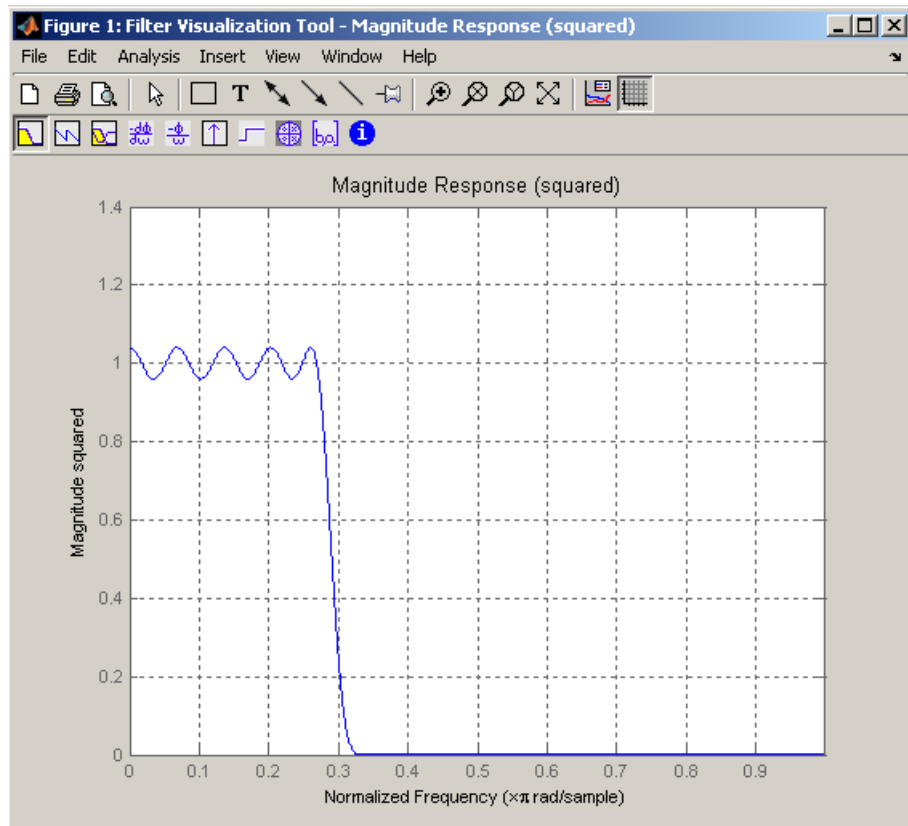 Figure 1: Filter Visualization Tool - Magnitude Response (squared)
File Edit Analysis Insert View Window Help
T
[b,a] i
Magnitude Response (squared)
1.4
1.2
1
0.8
0.6
0.4
0.2
0
Magnitude squared
0 0.1 0.2 0.3 0.4 0.5 0.6 0.7 0.8 0.9
Normalized Frequency (×π rad/sample)